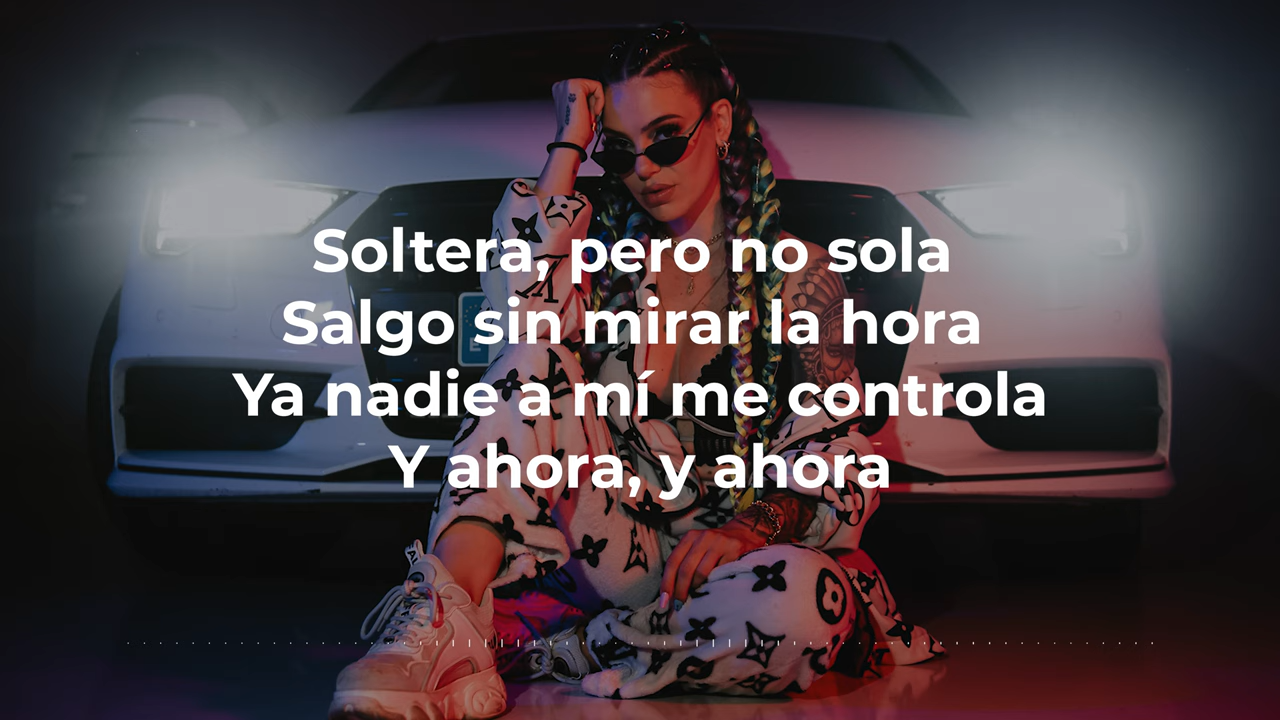 Soltera, pero no sola
Salgo sin mirar la hora
Ya nadie a mí me controla
Y ahora, y ahora